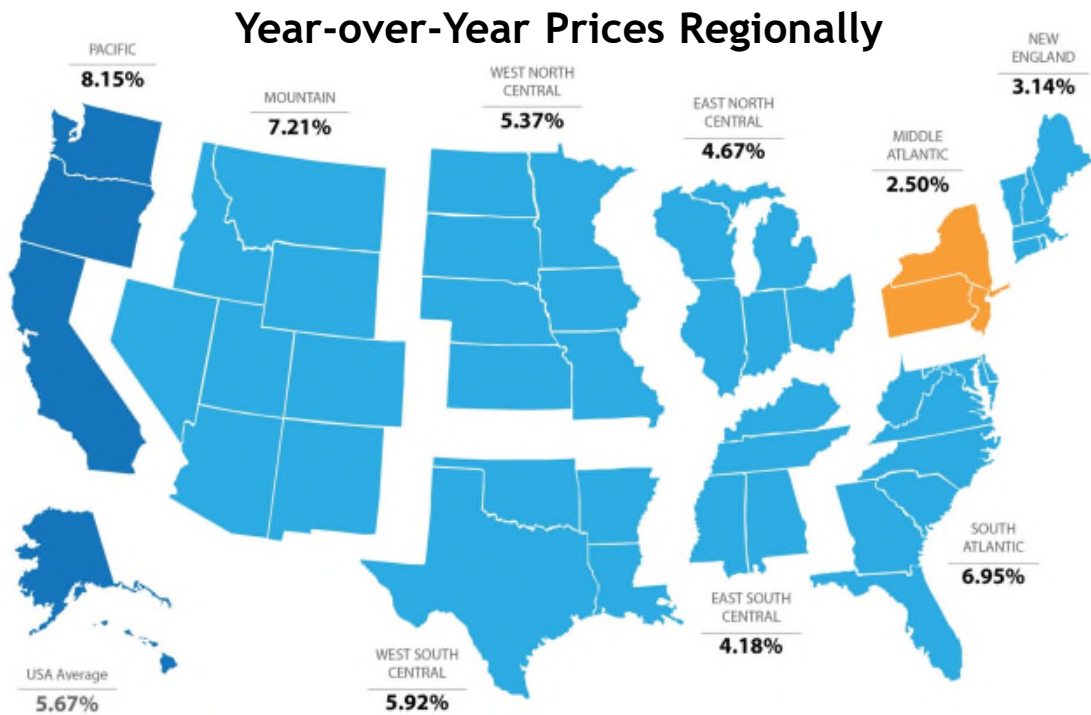 Year-over-Year Prices Regionally
PACIFIC
8.15%
MOUNTAIN
7.21%
WEST NORTH
CENTRAL
5.37%
EAST NORTH
CENTRAL
4.67%
NEW
ENGLAND
3.14%
MIDDLE
ATLANTIC
2.50%
SOUTH
ATLANTIC
6.95%
EAST SOUTH
CENTRAL
4.18%
WEST SOUTH
CENTRAL
5.92%
USA Average
5.67%